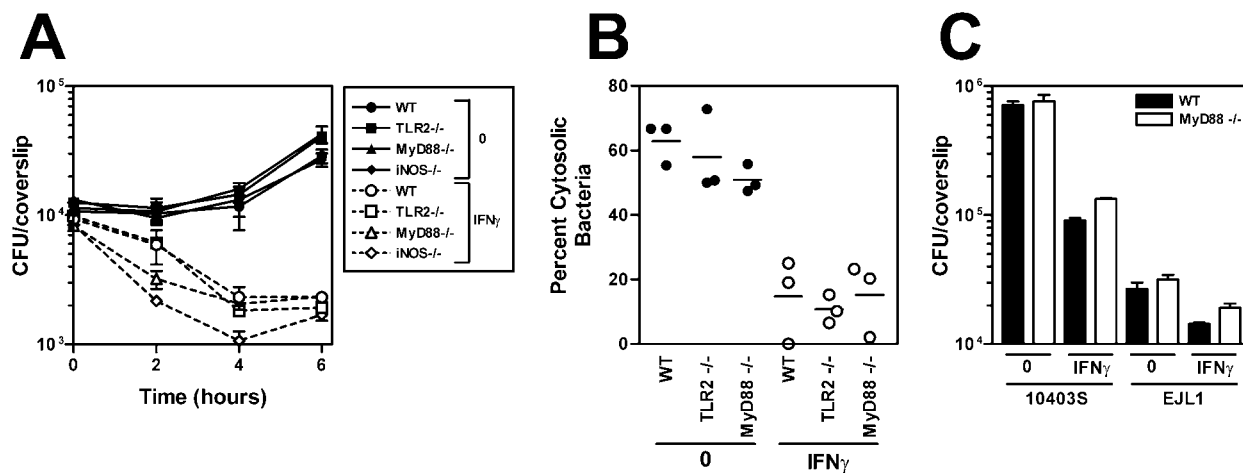 A
CFU/coverslip
10^5
10^4
10^3
0 2 4 6
Time (hours)
WT
TLR2-/-
MyD88-/-
iNOS-/-
0
WT
TLR2-/-
MyD88-/-
iNOS-/-
IFNγ
B
Percent Cytosolic
Bacteria
80
60
40
20
0
WT
TLR2 -/-
MyD88 -/-
WT
TLR2 -/-
MyD88 -/-
0 IFNγ
C
CFU/coverslip
10^6
10^5
10^4
WT
MyD88 -/-
0 IFNγ 0 IFNγ
10403S EJL1